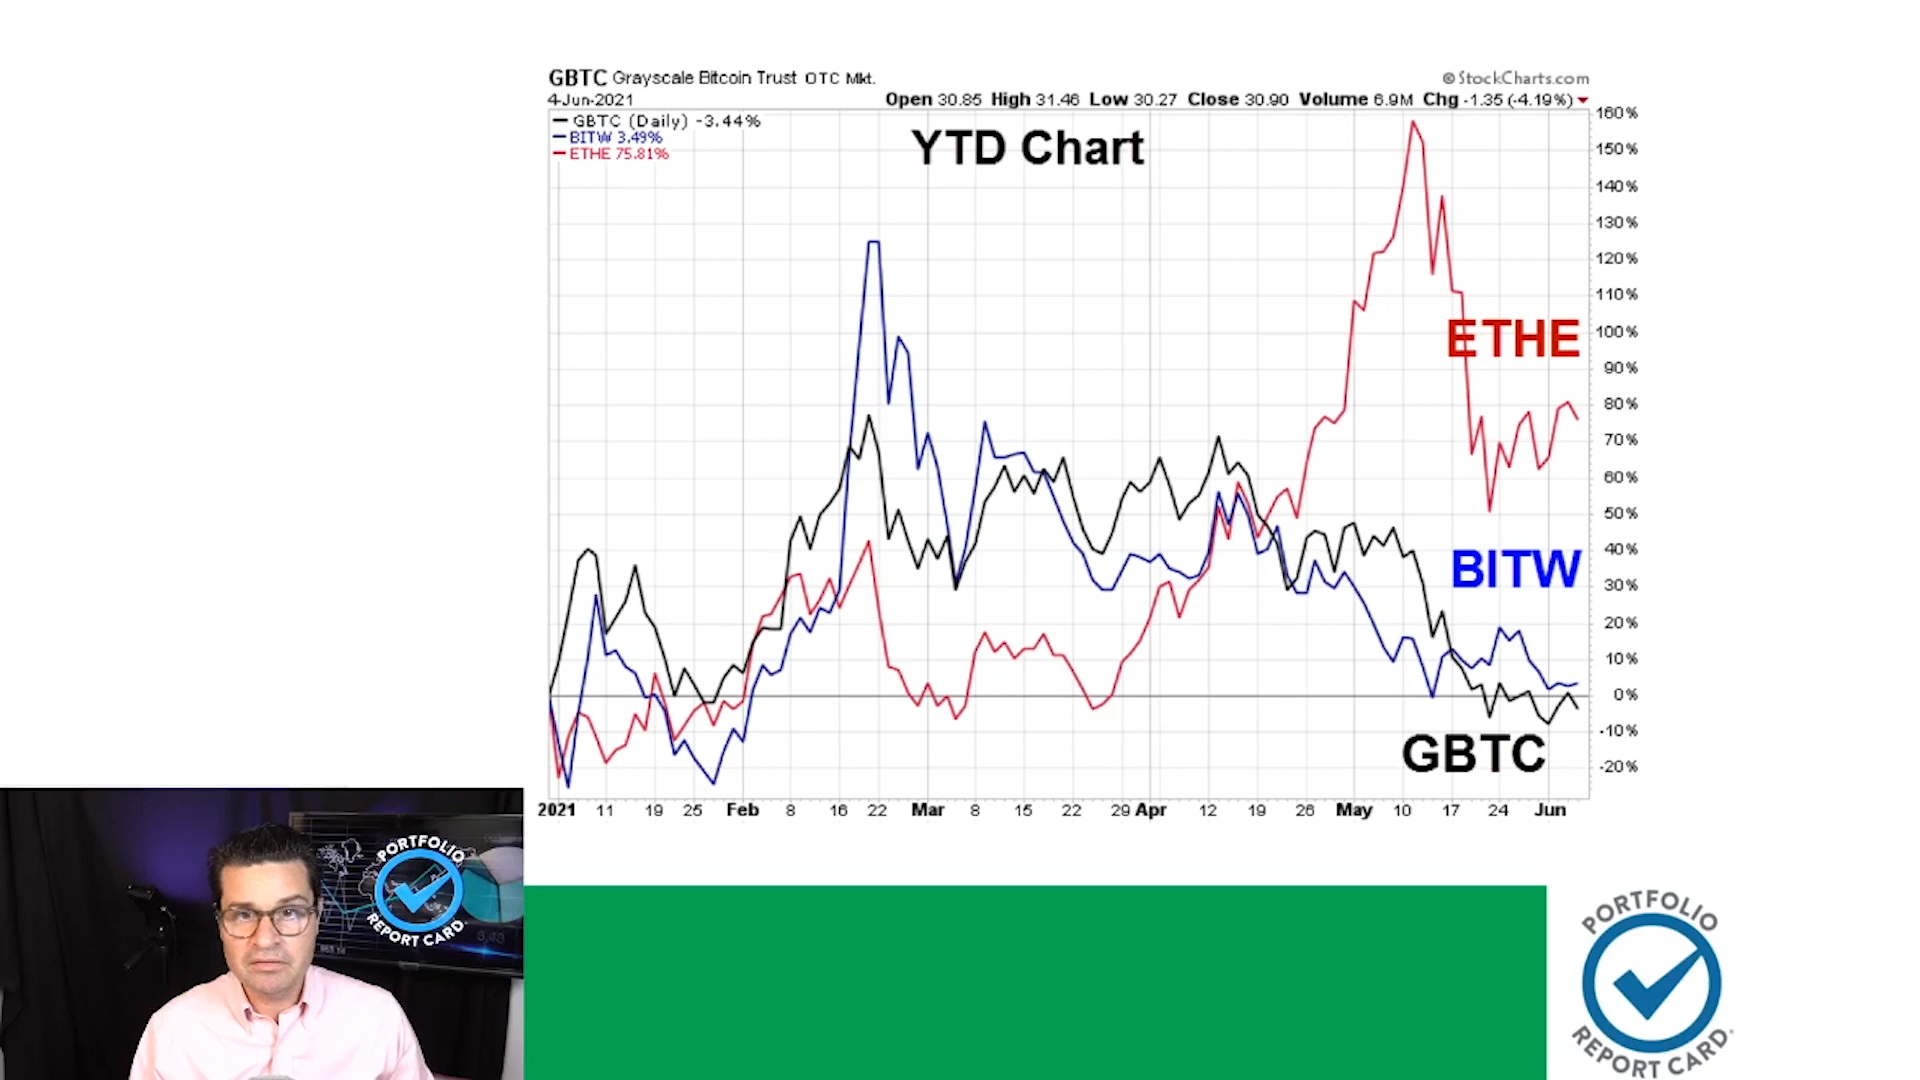 GBTC Grayscale Bitcoin Trust OTC Mkt.
© StockCharts.com
4-Jun-2021
Open 30.85 High 31.46 Low 30.27 Close 30.90 Volume 6.9M Chg -1.35 (-4.19%)
GBTC (Daily) -3.44%
BITW 3.49%
ETHE 75.81%
YTD Chart
160%
150%
140%
130%
120%
110%
100%
90%
80%
70%
60%
50%
40%
30%
20%
10%
0%
-10%
-20%
ETHE
BITW
GBTC
2021 11 19 25 Feb 8 16 22 Mar 8 15 22 29 Apr 12 19 26 May 10 17 24 Jun
PORTFOLIO
REPORT CARD
PORTFOLIO
REPORT CARD